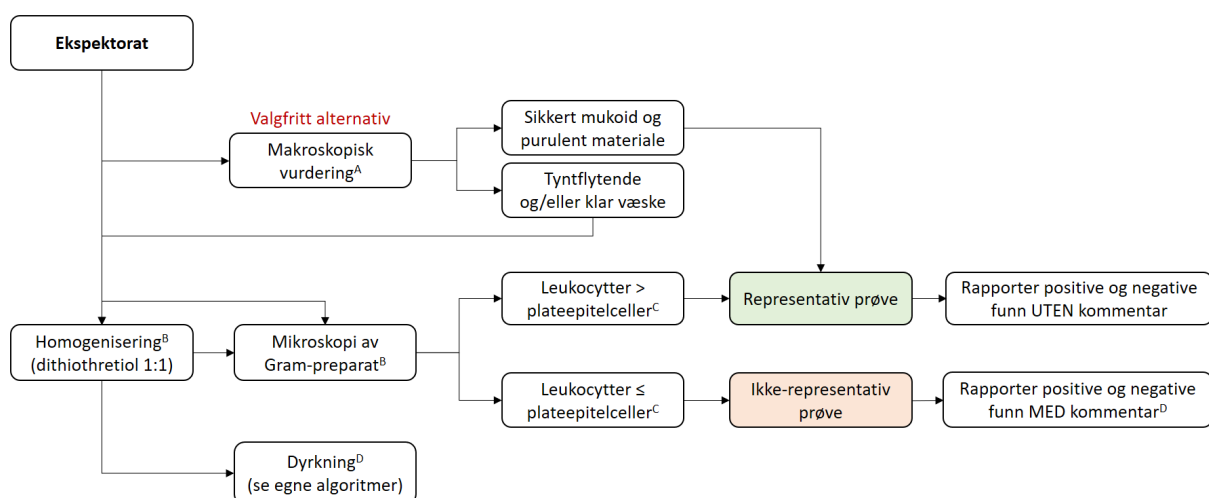 Ekspektorat
Valgfritt alternativ
Makroskopisk
vurderingA
Sikkert mukoid og
purulent materiale
Tyntflytende
og/eller klar væske
HomogeniseringB
(dithiothretiol 1:1)
Mikroskopi av
Gram-preparatB
Leukocytter >
plateepitelcellerC
Representativ prøve
Rapporter positive og negative
funn UTEN kommentar
Leukocytter ≤
plateepitelcellerC
Ikke-representativ
prøve
Rapporter positive og negative
funn MED kommentarD
DyrkningD
(se egne algoritmer)